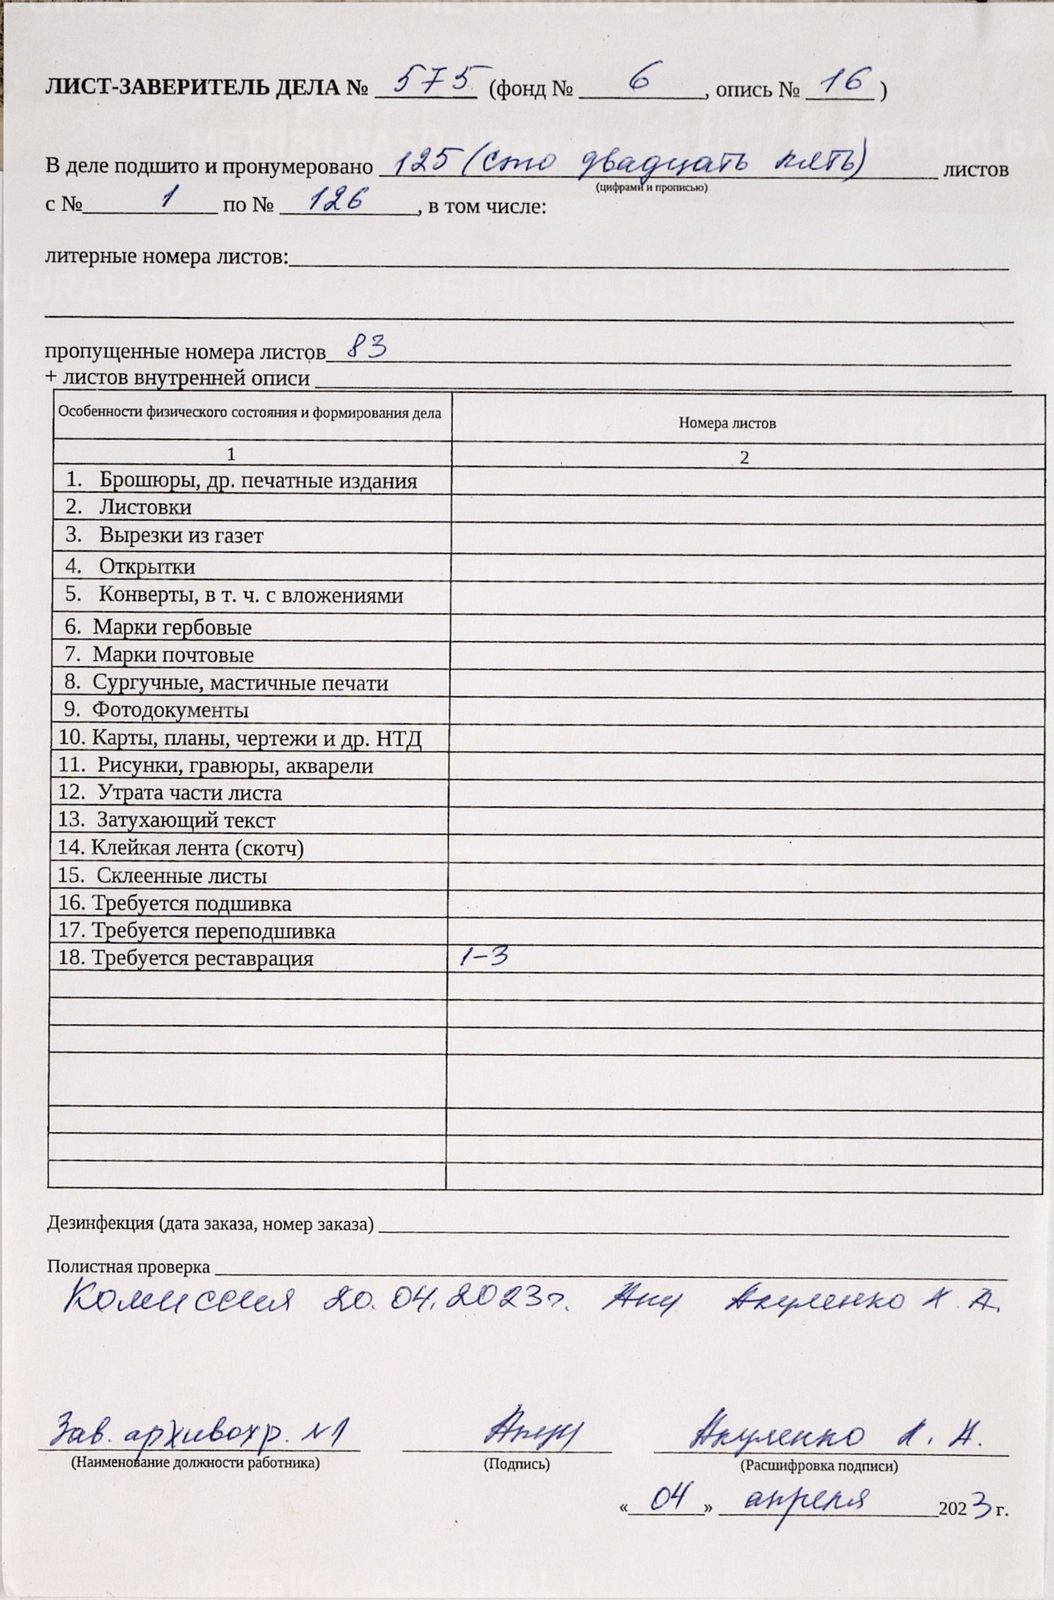 ЛИСТ-ЗАВЕРИТЕЛЬ ДЕЛА № 575 (фонд № 6, опись № 16)
В деле подшито и пронумеровано 125 (сто двадцать пять) листов
(цифрами и прописью)
с № 1 по № 126, в том числе:
литерные номера листов:
пропущенные номера листов 83
+ листов внутренней описи
Особенности физического состояния и формирования дела Номера листов
1 2
1. Брошюры, др. печатные издания
2. Листовки
3. Вырезки из газет
4. Открытки
5. Конверты, в т. ч. с вложениями
6. Марки гербовые
7. Марки почтовые
8. Сургучные, мастичные печати
9. Фотодокументы
10. Карты, планы, чертежи и др. НТД
11. Рисунки, гравюры, акварели
12. Утрата части листа
13. Затухающий текст
14. Клейкая лента (скотч)
15. Склеенные листы
16. Требуется подшивка
17. Требуется переподшивка
18. Требуется реставрация 1-3
Дезинфекция (дата заказа, номер заказа)
Полистная проверка
Комиссия 20.04.2023г. Акуленко
Зав. архивохр. №1 Акуленко
(Наименование должности работника) (Подпись) (Расшифровка подписи)
« 04 » апреля 2023 г.
METRIKI.GASO-URAL.RU